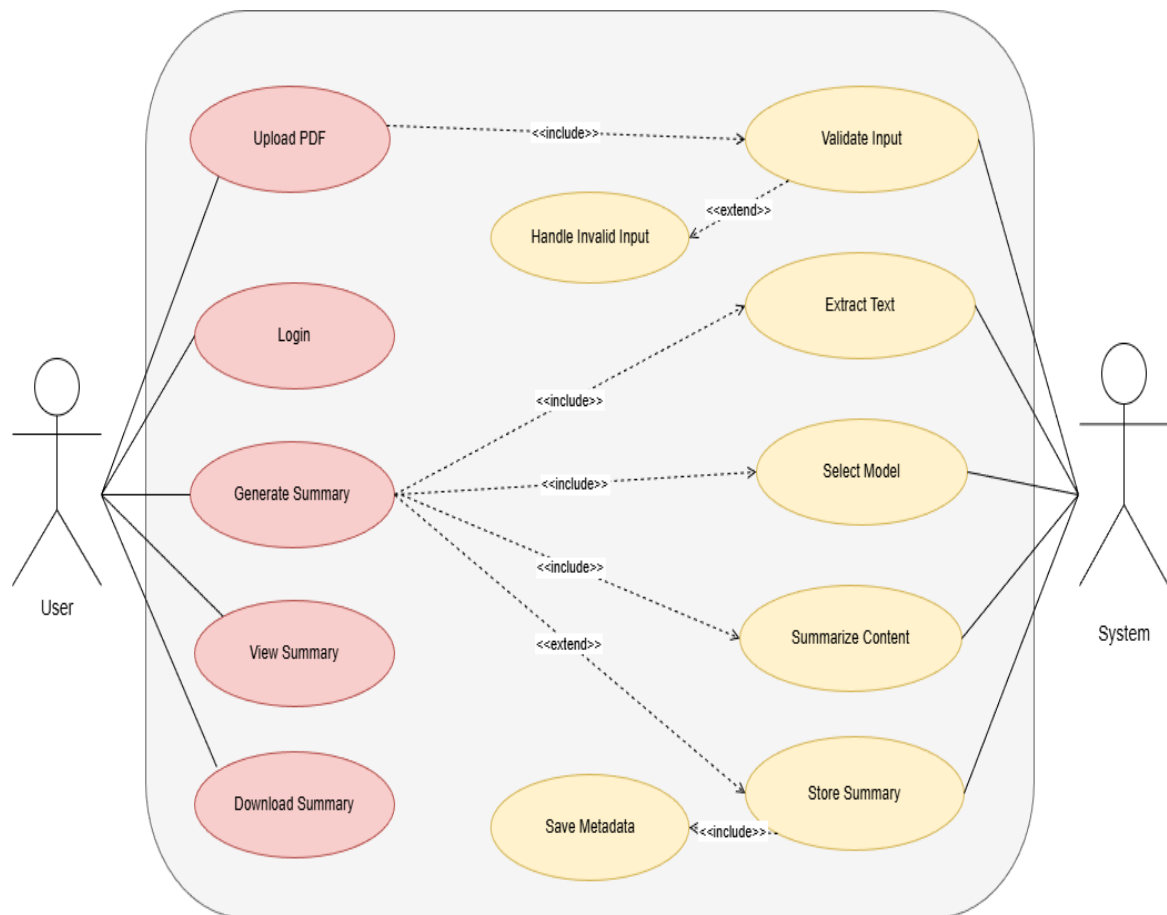 Upload PDF
<<include>>
Validate Input
<<extend>>
Handle Invalid Input
Extract Text
Login
<<include>>
Select Model
<<include>>
Generate Summary
<<include>>
User
Summarize Content
System
<<extend>>
View Summary
Store Summary
Download Summary
Save Metadata
<<include>>